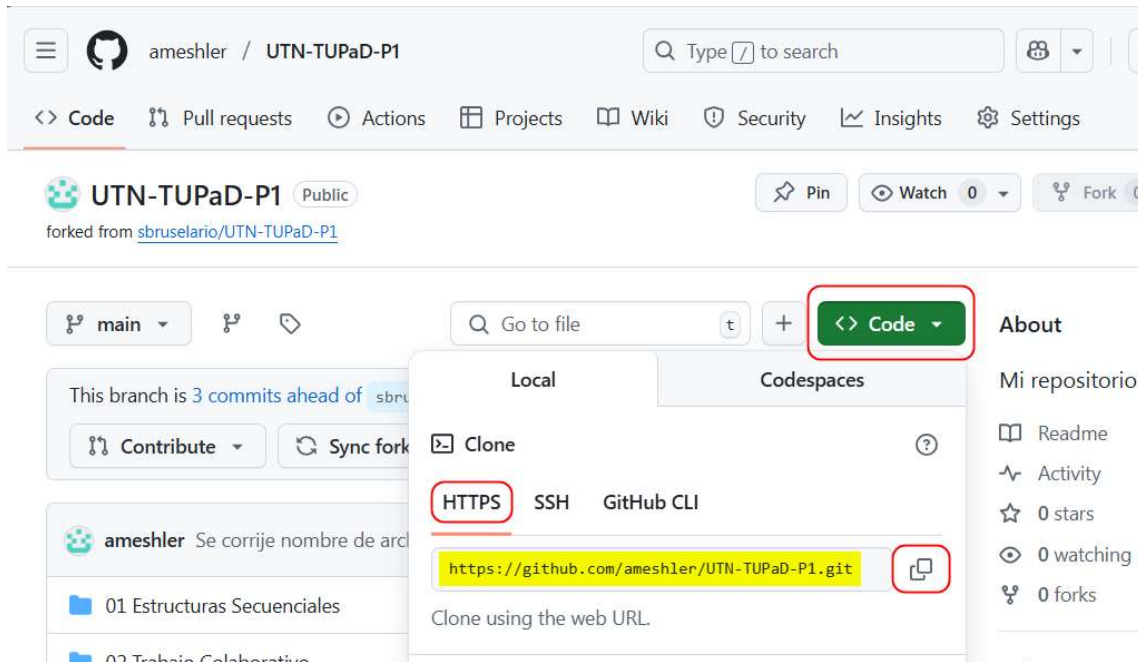 ameshler / UTN-TUPaD-P1
Type / to search
Code Pull requests Actions Projects Wiki Security Insights Settings
UTN-TUPaD-P1 Public
Pin Watch 0 Fork
forked from sbruselario/UTN-TUPaD-P1
main Go to file t + <> Code
About
Local Codespaces
Mi repositorio
This branch is 3 commits ahead of
Contribute Sync fork
Clone
Readme
HTTPS SSH GitHub CLI
Activity
0 stars
ameshler Se corrije nombre de
https://github.com/ameshler/UTN-TUPaD-P1.git
0 watching
0 forks
01 Estructuras Secuenciales
Clone using the web URL.
02 Trabajo Colaborativo